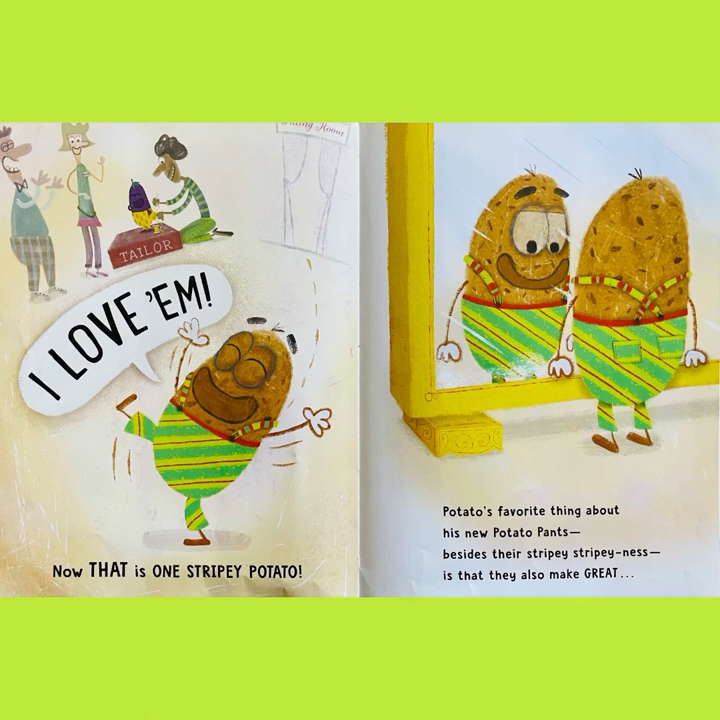 Fitting Room
TAILOR
I LOVE 'EM!
Now THAT is ONE STRIPEY POTATO!
Potato's favorite thing about
his new Potato Pants—
besides their stripey stripey-ness—
is that they also make GREAT...